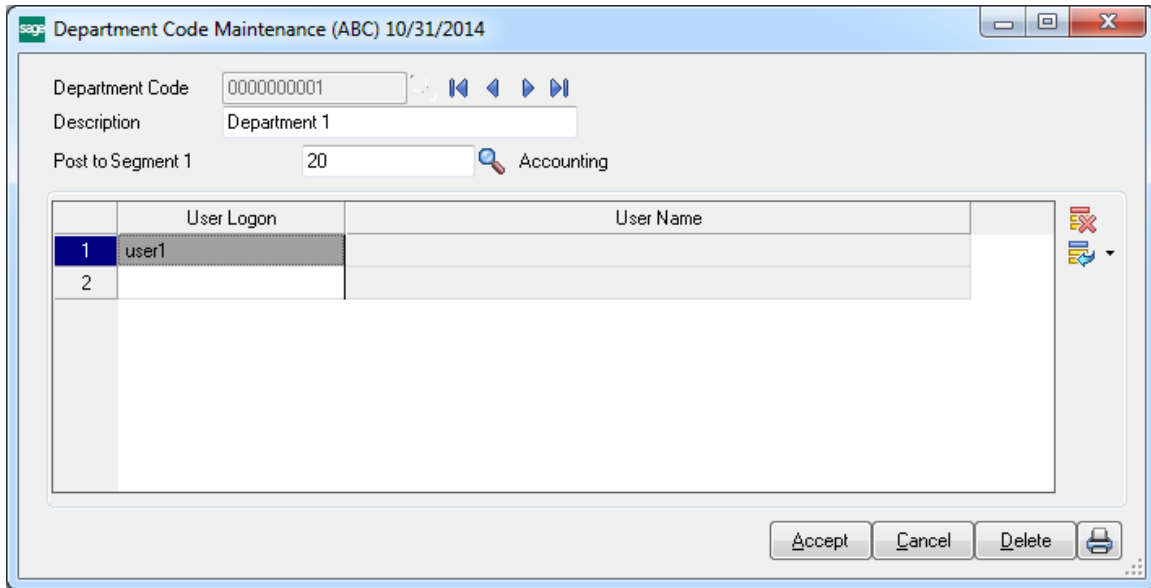 sage Department Code Maintenance (ABC) 10/31/2014
Department Code 0000000001
Description Department 1
Post to Segment 1 20 Accounting
User Logon User Name
1 user1
2
Accept Cancel Delete